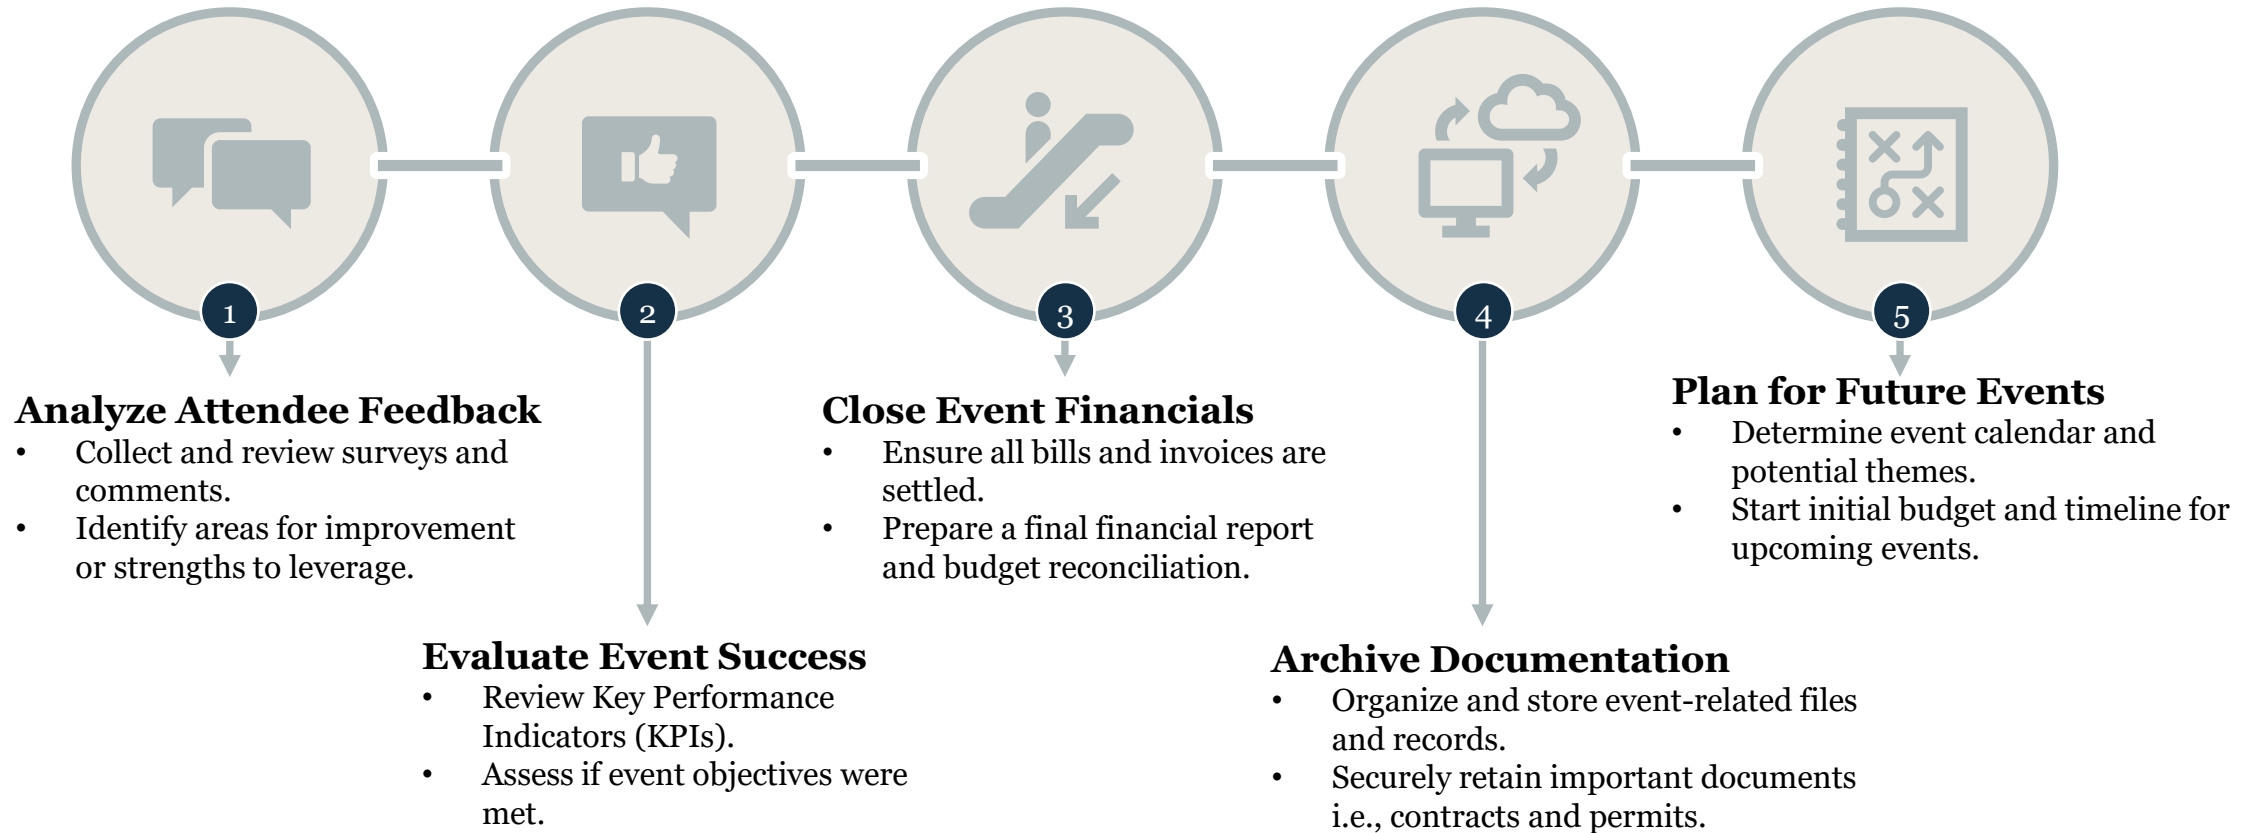 1
2
3
4
5
Analyze Attendee Feedback
• Collect and review surveys and
comments.
• Identify areas for improvement
or strengths to leverage.
Evaluate Event Success
• Review Key Performance
Indicators (KPIs).
• Assess if event objectives were
met.
Close Event Financials
• Ensure all bills and invoices are
settled.
• Prepare a final financial report
and budget reconciliation.
Archive Documentation
• Organize and store event-related files
and records.
• Securely retain important documents
i.e., contracts and permits.
Plan for Future Events
• Determine event calendar and
potential themes.
• Start initial budget and timeline for
upcoming events.